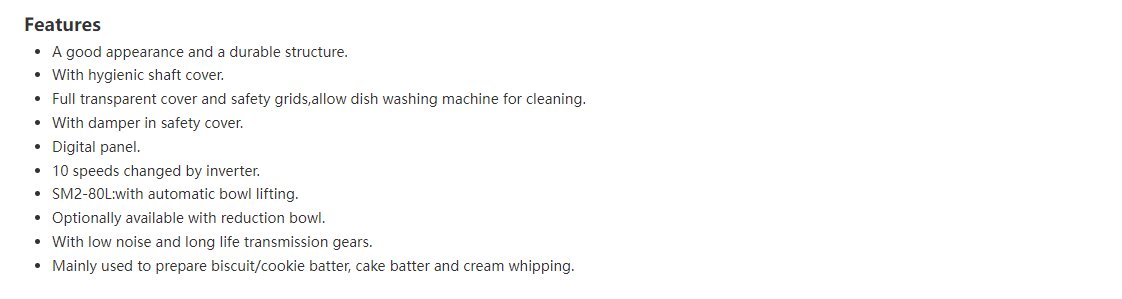 Features
• A good appearance and a durable structure.
• With hygienic shaft cover.
• Full transparent cover and safety grids,allow dish washing machine for cleaning.
• With damper in safety cover.
• Digital panel.
• 10 speeds changed by inverter.
• SM2-80L:with automatic bowl lifting.
• Optionally available with reduction bowl.
• With low noise and long life transmission gears.
• Mainly used to prepare biscuit/cookie batter, cake batter and cream whipping.